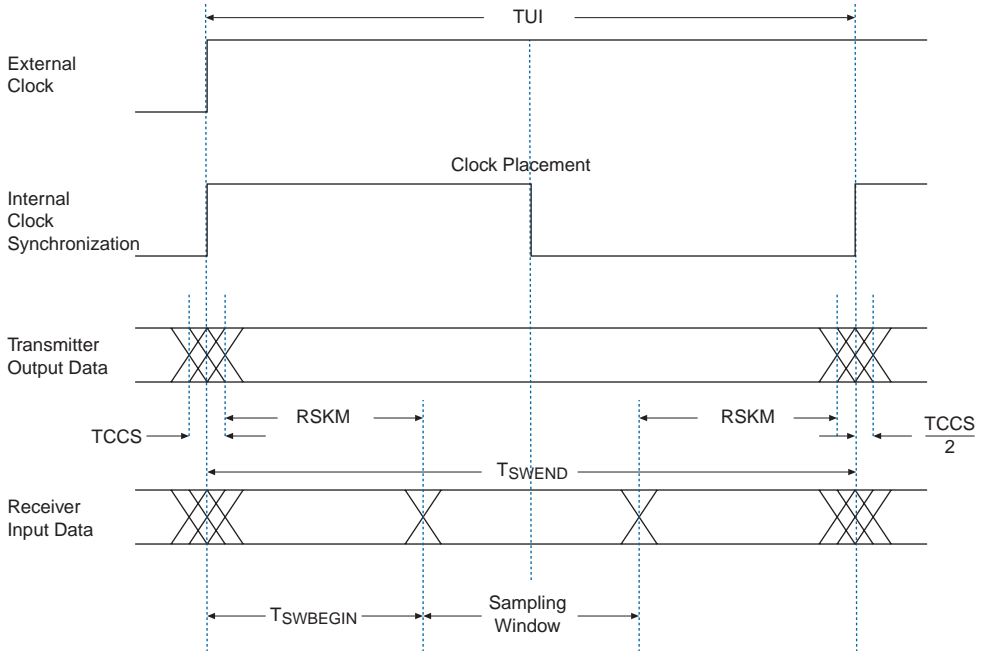 TUI
External
Clock
Clock Placement
Internal
Clock
Synchronization
Transmitter
Output Data
RSKM
RSKM
TCCS
TCCS
2
TSWEND
Receiver
Input Data
TSWBEGIN
Sampling
Window